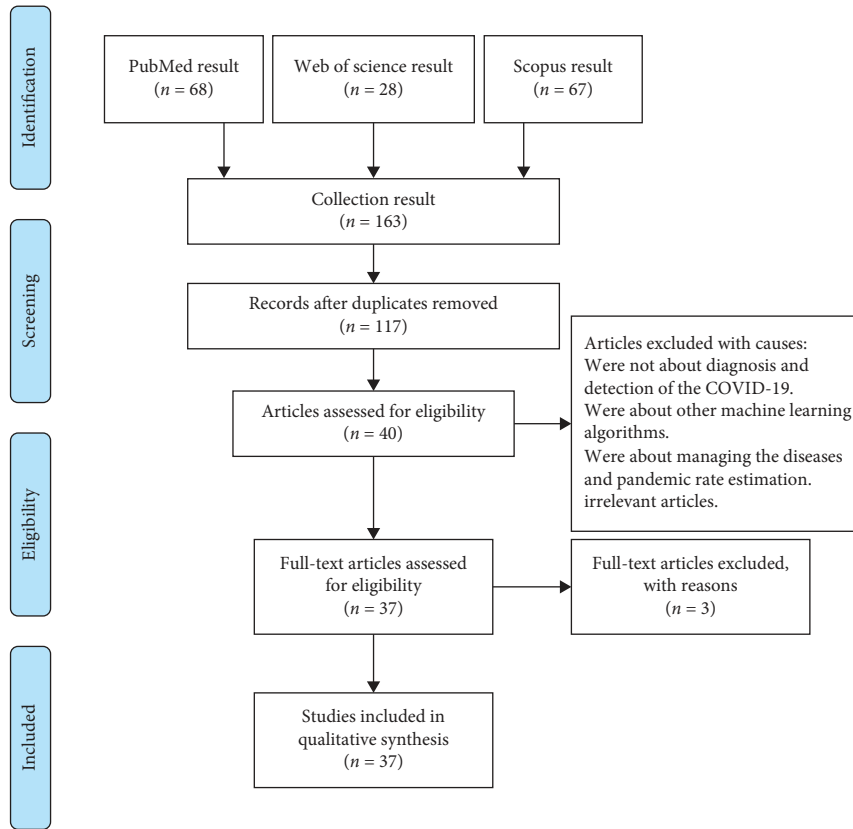 Identification
PubMed result
(n = 68)
Web of science result
(n = 28)
Scopus result
(n = 67)
Collection result
(n = 163)
Screening
Records after duplicates removed
(n = 117)
Articles assessed for eligibility
(n = 40)
Articles excluded with causes:
Were not about diagnosis and
detection of the COVID-19.
Were about other machine learning
algorithms.
Were about managing the diseases
and pandemic rate estimation.
irrelevant articles.
Eligibility
Full-text articles assessed
for eligibility
(n = 37)
Full-text articles excluded,
with reasons
(n = 3)
Included
Studies included in
qualitative synthesis
(n = 37)